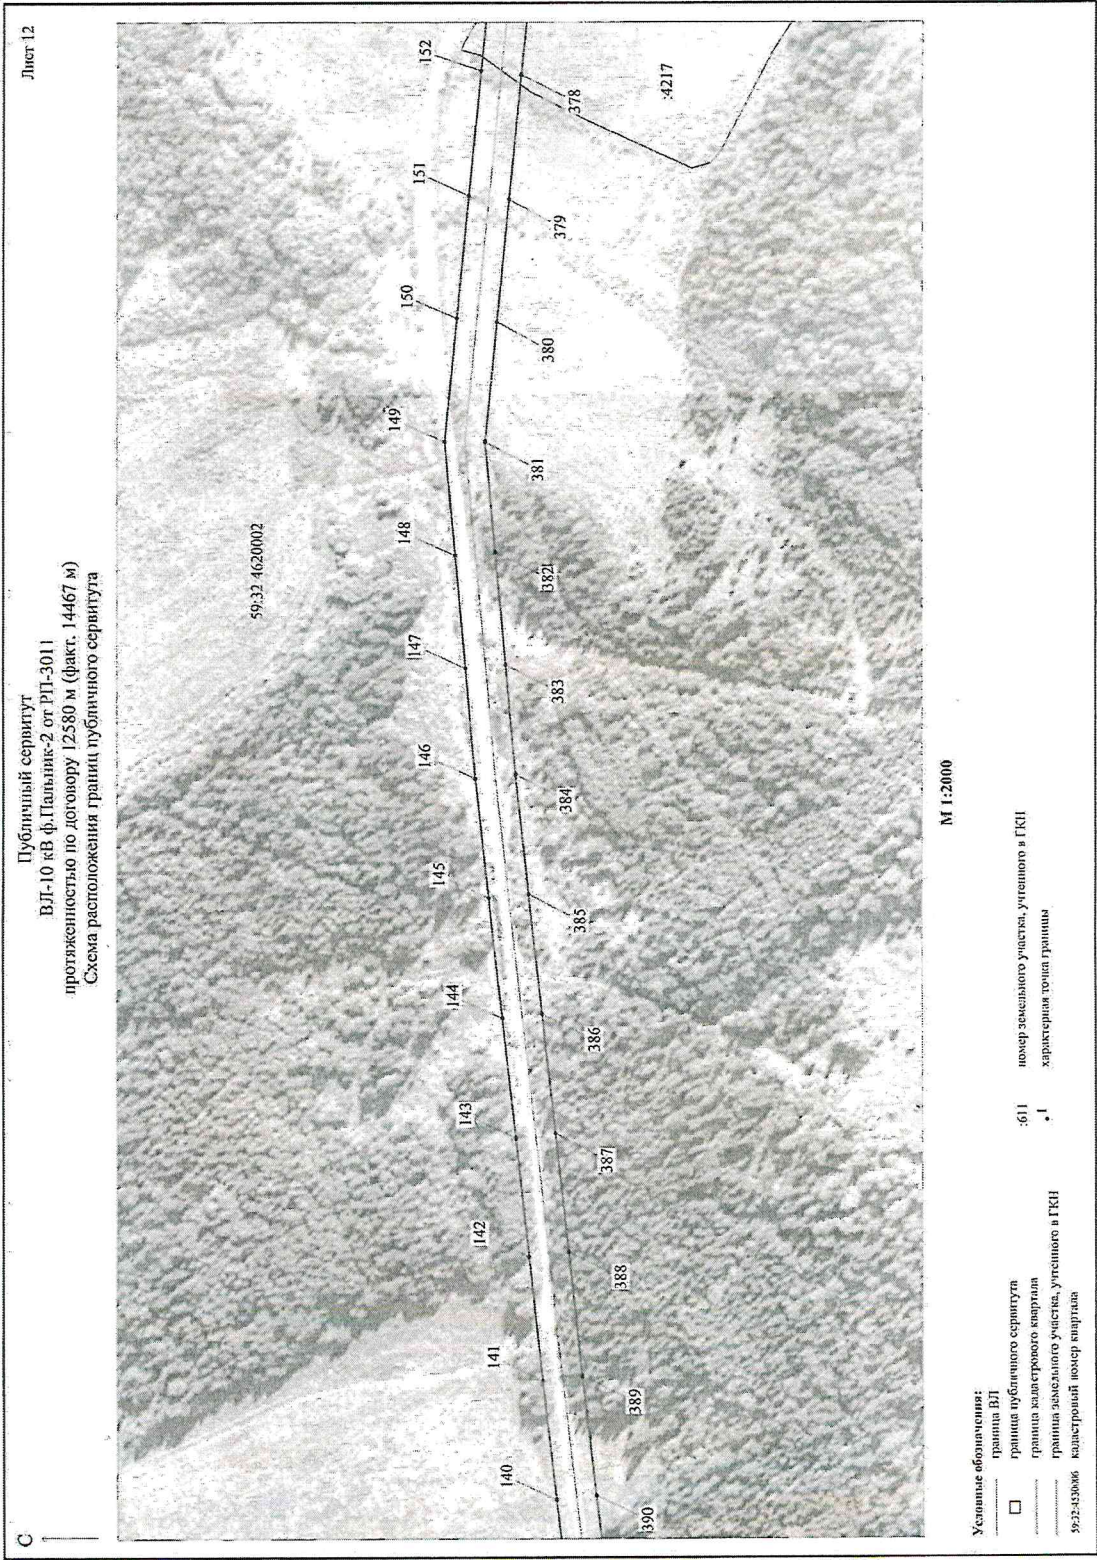 С
Лист 12
Публичный сервитут
ВЛ-10 кВ ф.Пальник-2 от РП-3011
протяженностью по договору 12580 м (факт. 14467 м)
Схема расположения границ публичного сервитута
59:32:4620002
140
141
142
143
144
145
146
147
148
149
150
151
152
390
389
388
387
386
385
384
383
382
381
380
379
378
:4217
М 1:2000
Условные обозначения:
граница ВЛ
граница публичного сервитута
граница кадастрового квартала
граница земельного участка, учтенного в ГКН
59:32:4530006 кадастровый номер квартала
:611 номер земельного участка, учтенного в ГКН
1 характерная точка границы